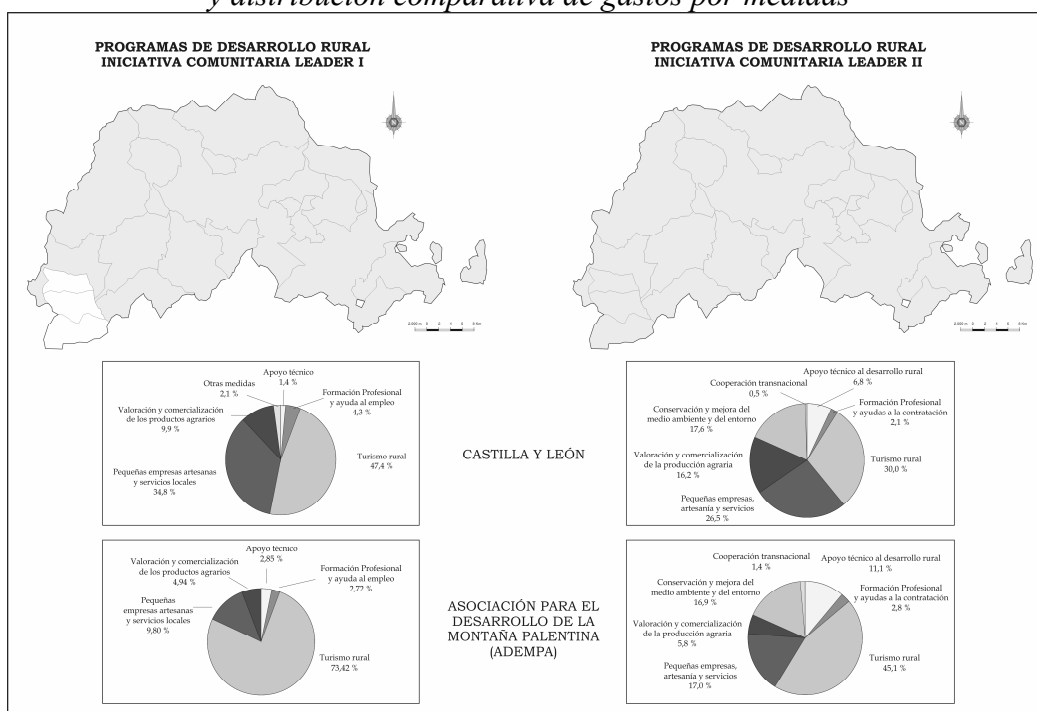 y distribución comparativa de gastos por medidas
PROGRAMAS DE DESARROLLO RURAL
INICIATIVA COMUNITARIA LEADER I
PROGRAMAS DE DESARROLLO RURAL
INICIATIVA COMUNITARIA LEADER II
Apoyo técnico
1,4 %
Otras medidas
2,1 %
Formación Profesional
y ayuda al empleo
4,3 %
Valoración y comercialización
de los productos agrarios
9,9 %
Turismo rural
47,4 %
Pequeñas empresas artesanas
y servicios locales
34,8 %
CASTILLA Y LEÓN
Apoyo técnico al desarrollo rural
6,8 %
Cooperación transnacional
0,5 %
Formación Profesional
y ayudas a la contratación
2,1 %
Conservación y mejora del
medio ambiente y del entorno
17,6 %
Valoración y comercialización
de la producción agraria
16,2 %
Turismo rural
30,0 %
Pequeñas empresas,
artesanía y servicios
26,5 %
Apoyo técnico
2,85 %
Valoración y comercialización
de los productos agrarios
4,94 %
Formación Profesional
y ayuda al empleo
2,72 %
Pequeñas
empresas artesanas
y servicios locales
9,80 %
Turismo rural
73,42 %
ASOCIACIÓN PARA EL
DESARROLLO DE LA
MONTAÑA PALENTINA
(ADEMPA)
Cooperación transnacional
1,4 %
Apoyo técnico al desarrollo rural
11,1 %
Conservación y mejora del
medio ambiente y del entorno
16,9 %
Formación Profesional
y ayudas a la contratación
2,8 %
Valoración y comercialización
de la producción agraria
5,8 %
Turismo rural
45,1 %
Pequeñas empresas,
artesanía y servicios
17,0 %